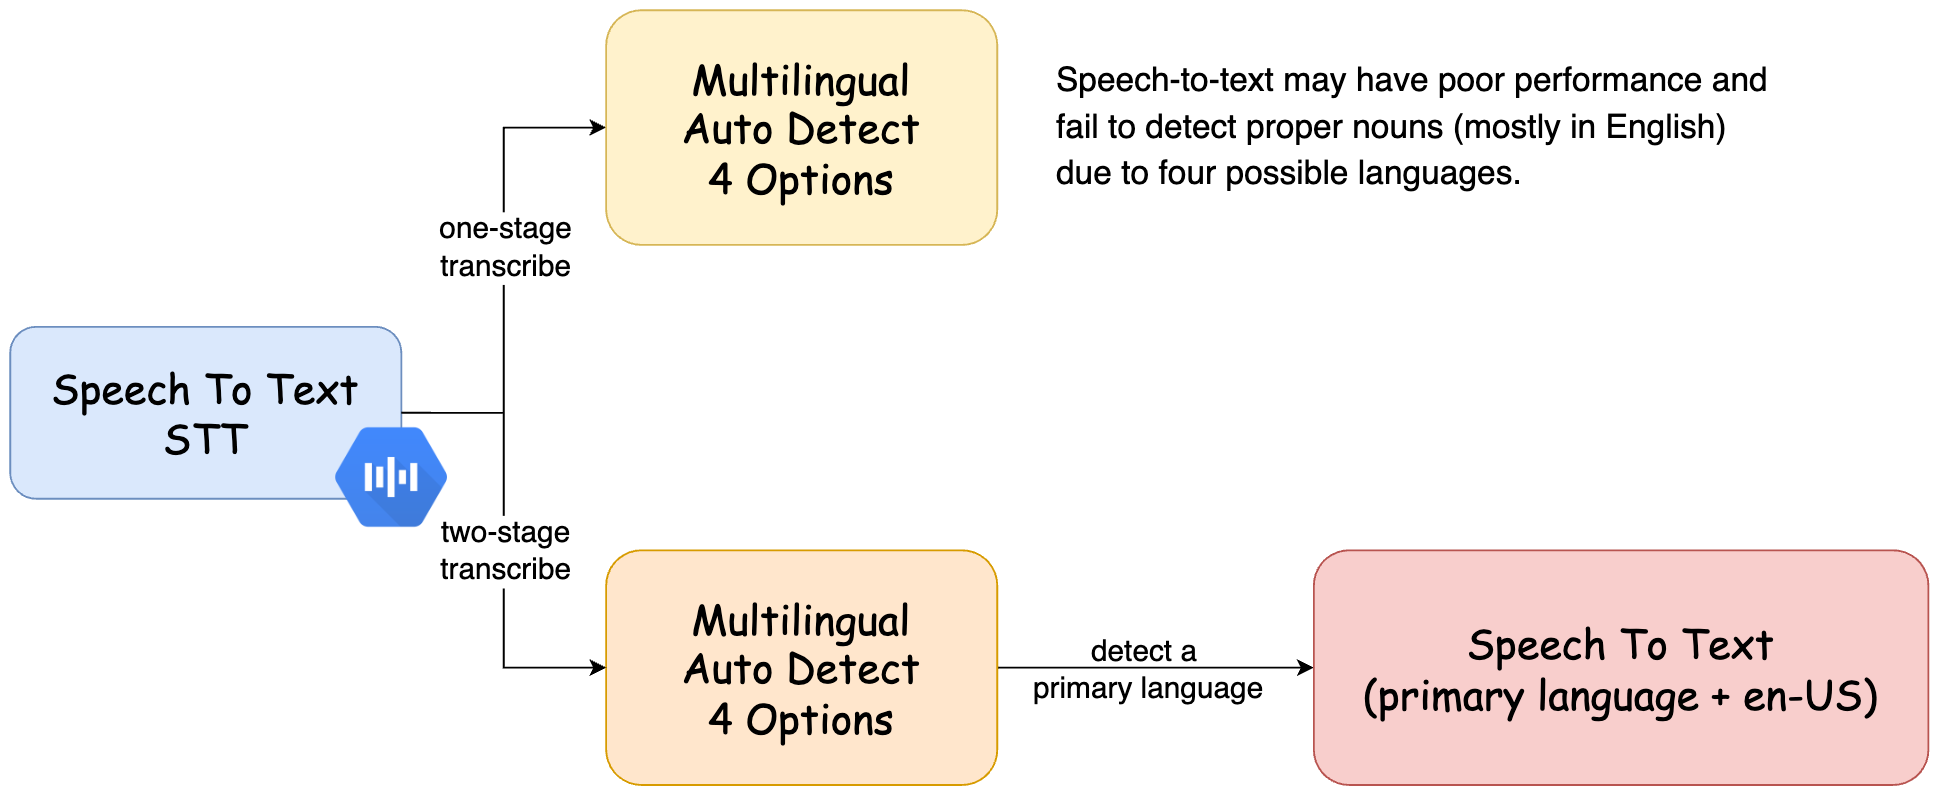 Multilingual
Auto Detect
4 Options
Speech-to-text may have poor performance and
fail to detect proper nouns (mostly in English)
due to four possible languages.
one-stage
transcribe
Speech To Text
STT
two-stage
transcribe
Multilingual
Auto Detect
4 Options
detect a
primary language
Speech To Text
(primary language + en-US)